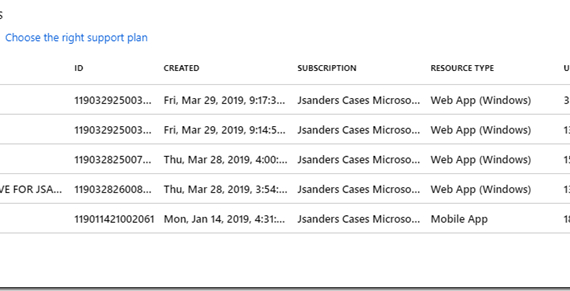 S
Choose the right support plan
ID CREATED SUBSCRIPTION RESOURCE TYPE U
119032925003... Fri, Mar 29, 2019, 9:17:3... Jsanders Cases Microso... Web App (Windows) 3
119032925003... Fri, Mar 29, 2019, 9:14:5... Jsanders Cases Microso... Web App (Windows) 13
119032825007... Thu, Mar 28, 2019, 4:00:... Jsanders Cases Microso... Web App (Windows) 15
VE FOR JSA... 119032826008... Thu, Mar 28, 2019, 3:54:... Jsanders Cases Microso... Web App (Windows) 13
119011421002061 Mon, Jan 14, 2019, 4:31:... Jsanders Cases Microso... Mobile App 18